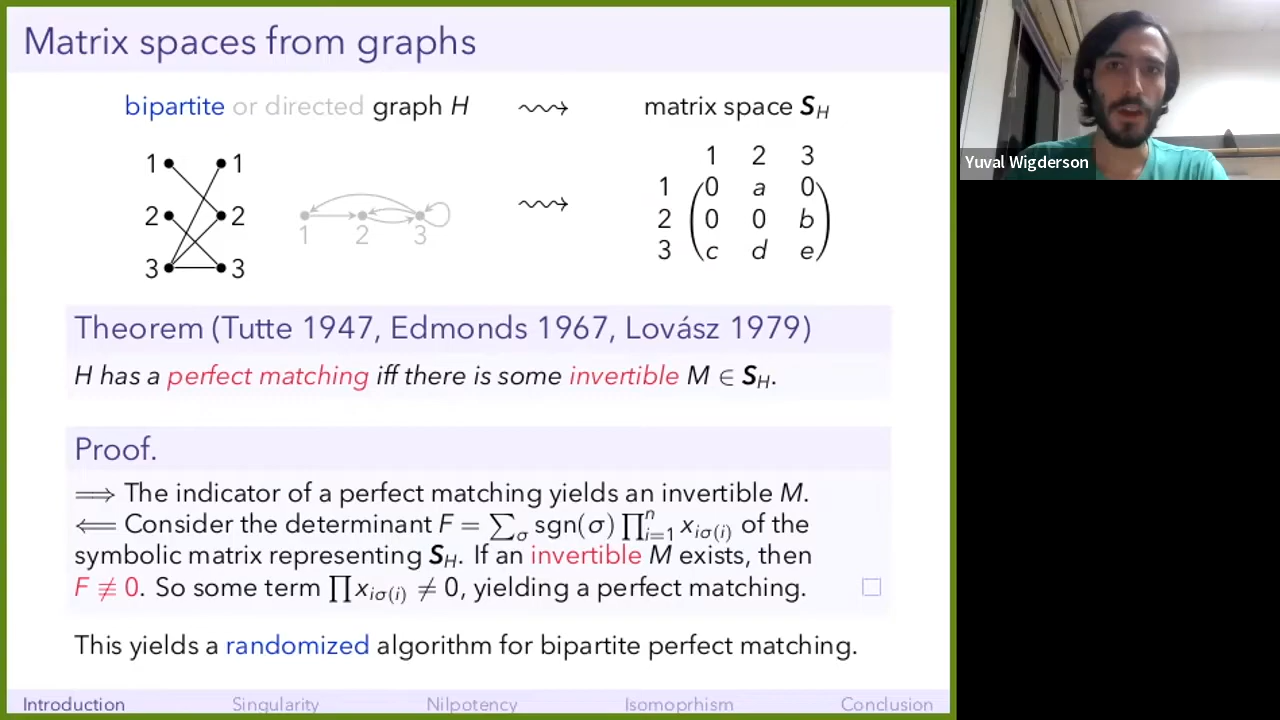 Matrix spaces from graphs
bipartite or directed graph H ⇝ matrix space S_H
1 1
2 2
3 3
1 2 3
⇝
1 2 3
1 0 a 0
2 0 0 b
3 c d e
Theorem (Tutte 1947, Edmonds 1967, Lovász 1979)
H has a perfect matching iff there is some invertible M ∈ S_H.
Proof.
⟹ The indicator of a perfect matching yields an invertible M.
⟸ Consider the determinant F = ∑_σ sgn(σ) ∏_{i=1}^n x_{iσ(i)} of the
symbolic matrix representing S_H. If an invertible M exists, then
F ≢ 0. So some term ∏ x_{iσ(i)} ≠ 0, yielding a perfect matching. □
This yields a randomized algorithm for bipartite perfect matching.
Introduction Singularity Nilpotency Isomoprhism Conclusion
Yuval Wigderson